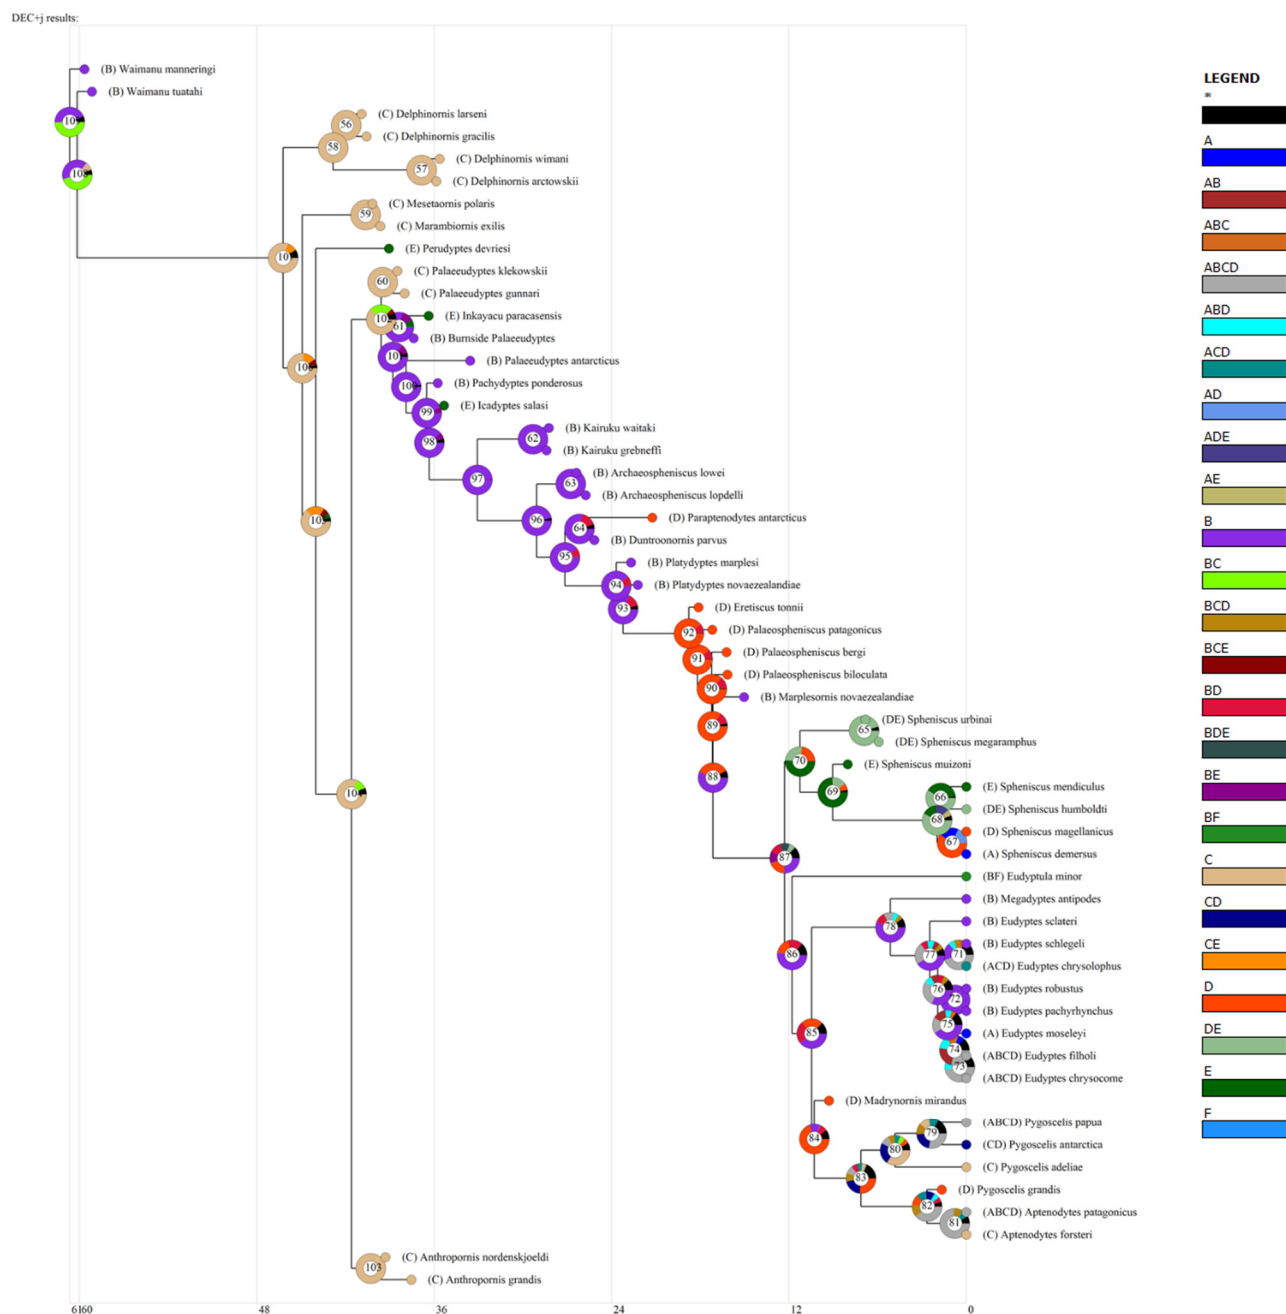 DEC+j results:
(B) Waimanu manneringi
(B) Waimanu tuatahi
10
108
(C) Delphinornis larseni
56
(C) Delphinornis gracilis
58
(C) Delphinornis wimani
57
(C) Delphinornis arctowskii
(C) Mesetaornis polaris
59
(C) Marambiornis exilis
(E) Perudyptes devriesi
10
(C) Palaeeudyptes klekowskii
60
(C) Palaeeudyptes gunnari
(E) Inkayacu paracasensis
102
61
(B) Burnside Palaeeudyptes
10
(B) Palaeeudyptes antarcticus
106
(B) Pachydyptes ponderosus
10
(E) Icadyptes salasi
99
(B) Kairuku waitaki
98
62
(B) Kairuku grebneffi
97
(B) Archaeospheniscus lowei
63
(B) Archaeospheniscus lopdelli
96
(D) Paraptenodytes antarcticus
10
64
(B) Duntroonornis parvus
95
(B) Platydyptes marplesi
94
(B) Platydyptes novaezealandiae
93
(D) Eretiscus tonnii
92
(D) Palaeospheniscus patagonicus
(D) Palaeospheniscus bergi
91
(D) Palaeospheniscus biloculata
90
(B) Marplesornis novaezealandiae
89
(DE) Spheniscus urbinai
65
(DE) Spheniscus megaramphus
70
(E) Spheniscus muizoni
88
(E) Spheniscus mendiculus
10
69
66
(DE) Spheniscus humboldti
68
(D) Spheniscus magellanicus
67
(A) Spheniscus demersus
87
(BF) Eudyptula minor
(B) Megadyptes antipodes
78
(B) Eudyptes sclateri
(B) Eudyptes schlegeli
86
77
71
(ACD) Eudyptes chrysolophus
(B) Eudyptes robustus
76
72
(B) Eudyptes pachyrhynchus
75
(A) Eudyptes moseleyi
85
74
(ABCD) Eudyptes filholi
73
(ABCD) Eudyptes chrysocome
(D) Madrynornis mirandus
(ABCD) Pygoscelis papua
84
79
(CD) Pygoscelis antarctica
80
(C) Pygoscelis adeliae
83
(D) Pygoscelis grandis
82
(ABCD) Aptenodytes patagonicus
81
(C) Aptenodytes forsteri
(C) Anthropornis nordenskjoeldi
103
(C) Anthropornis grandis
6160 48 36 24 12 0
LEGEND
*
A
AB
ABC
ABCD
ABD
ACD
AD
ADE
AE
B
BC
BCD
BCE
BD
BDE
BE
BF
C
CD
CE
D
DE
E
F